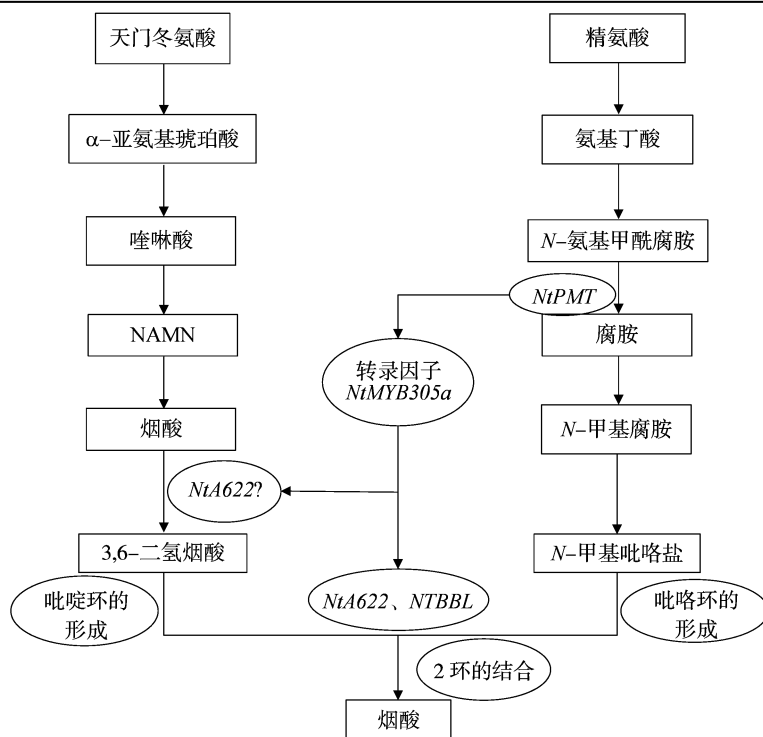 天门冬氨酸
精氨酸
α-亚氨基琥珀酸
氨基丁酸
喹啉酸
N-氨基甲酰腐胺
NtPMT
NAMN
腐胺
转录因子
NtMYB305a
烟酸
N-甲基腐胺
NtA622?
3,6-二氢烟酸
N-甲基吡咯盐
吡啶环的
形成
NtA622、NTBBL
吡咯环的
形成
2 环的结合
烟酸